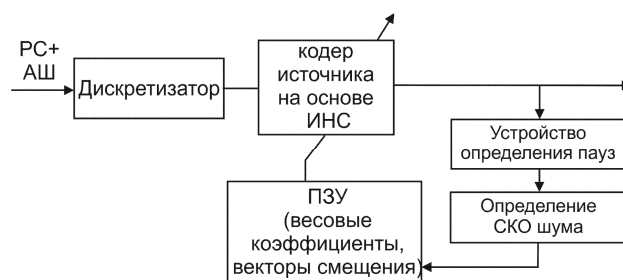 РС+
АШ
Дискретизатор
кодер
источника
на основе
ИНС
Устройство
определения пауз
Определение
СКО шума
ПЗУ
(весовые
коэффициенты,
векторы смещения)